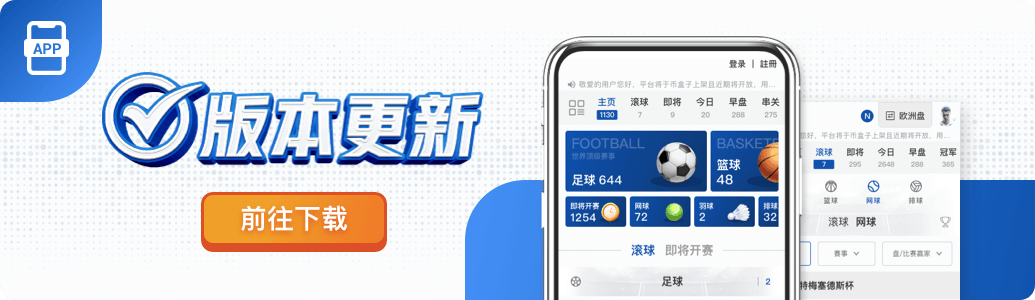 APP
版本更新
前往下载
登录 | 註冊
敬爱的用户您好，平台将于币盒子上架且近期将开放，用...
主页 滚球 即将 今日 早盘 串关
1130 7 9 20 288 275
FOOTBALL
世界顶级赛事
足球 644
BASKETB
篮球
48
即将开赛
1254
网球
72
羽球
2
排球
32
滚球 即将开赛
足球 | 2
N
欧洲盘
您好，平台将于币盒子上架且近期将开放，用...
滚球 即将 今日 早盘 冠军
7 295 2648 288 365
篮球 网球 排球
滚球 网球
赛事
盘/比赛赢家
特梅塞德斯杯